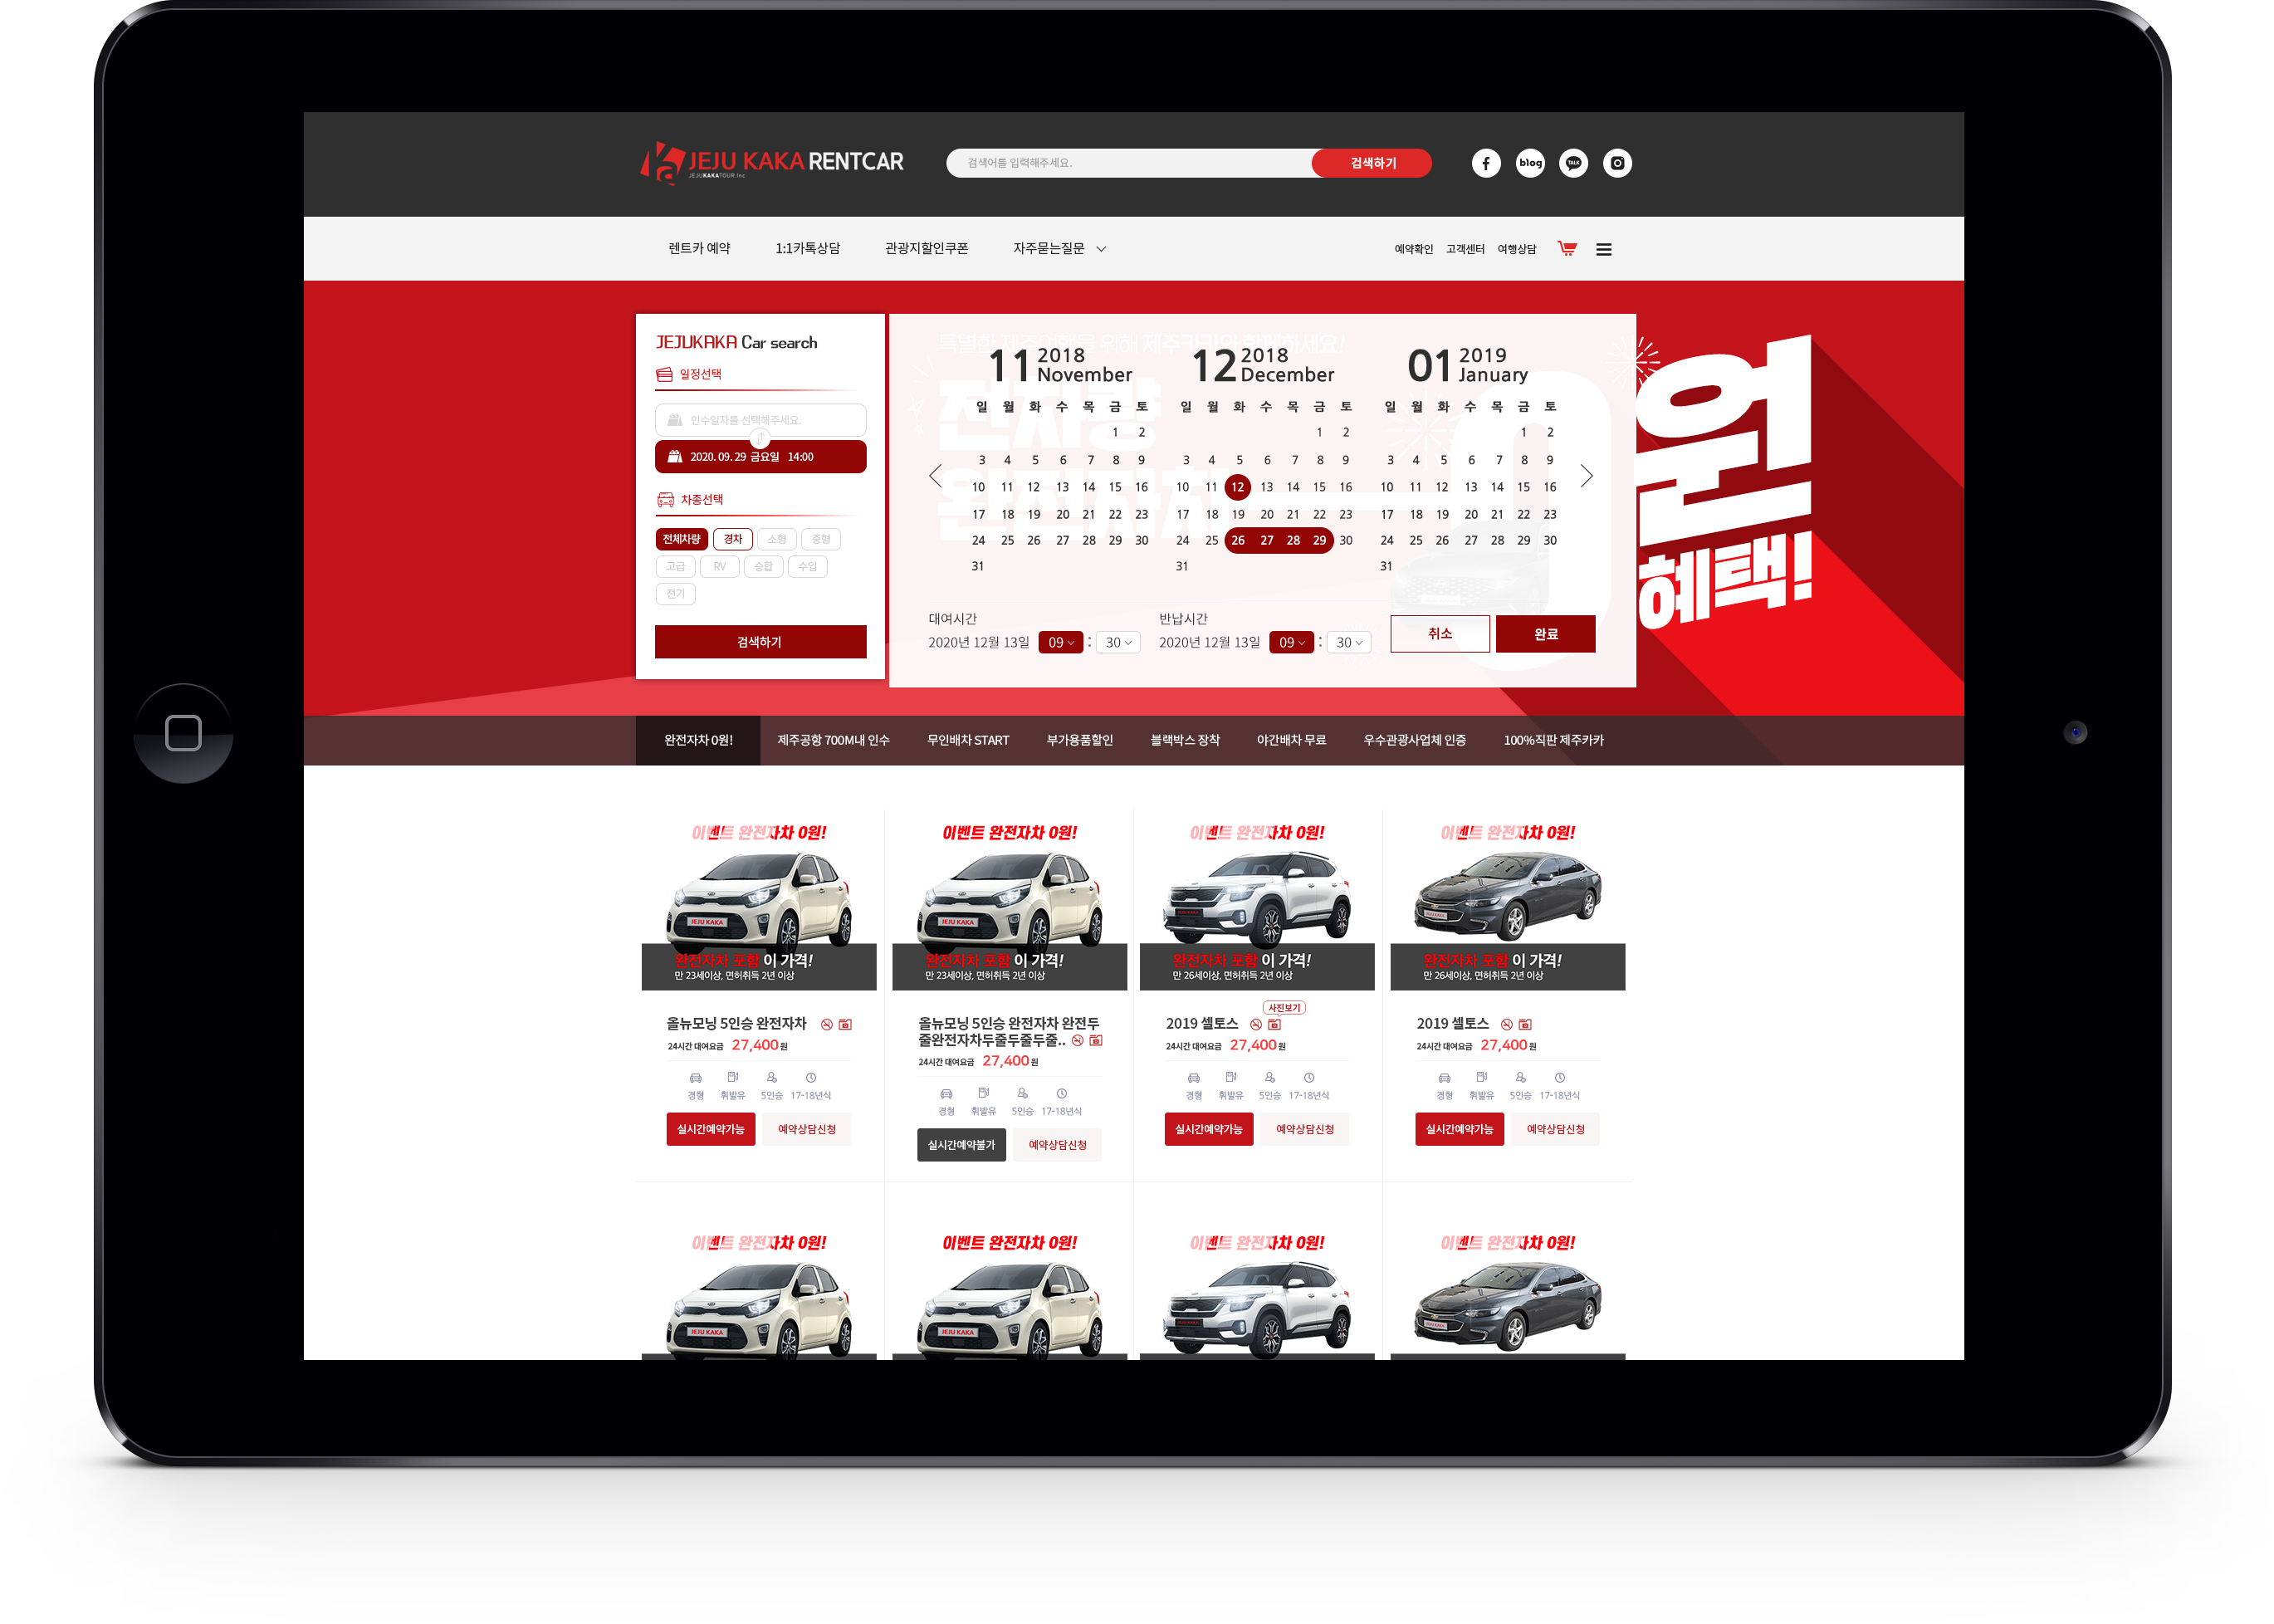 JEJU KAKA RENTCAR
JEJUKAKATOUR.Inc
검색어를 입력해주세요.
검색하기
f
blog
TALK
렌트카 예약
1:1카톡상담
관광지할인쿠폰
자주묻는질문
예약확인
고객센터
여행상담
JEJUKAKA Car search
일정선택
인수일자를 선택해주세요.
2020. 09. 29 금요일 14:00
차종선택
전체차량 경차 소형 중형
고급 RV 승합 수입
전기
검색하기
특별한 제주여행을 위해 제주카카와 함께하세요!
전차량
완전자차
0
원
혜택!
11 2018 November
일 월 화 수 목 금 토
1 2
3 4 5 6 7 8 9
10 11 12 13 14 15 16
17 18 19 20 21 22 23
24 25 26 27 28 29 30
31
12 2018 December
일 월 화 수 목 금 토
1 2
3 4 5 6 7 8 9
10 11 12 13 14 15 16
17 18 19 20 21 22 23
24 25 26 27 28 29 30
31
01 2019 January
일 월 화 수 목 금 토
1 2
3 4 5 6 7 8 9
10 11 12 13 14 15 16
17 18 19 20 21 22 23
24 25 26 27 28 29 30
31
대여시간
2020년 12월 13일 09 : 30
반납시간
2020년 12월 13일 09 : 30
취소
완료
완전자차 0원!
제주공항 700M내 인수
무인배차 START
부가용품할인
블랙박스 장착
야간배차 무료
우수관광사업체 인증
100%직판 제주카카
이벤트 완전자차 0원!
JEJU KAKA
완전자차 포함 이 가격!
만 23세이상, 면허취득 2년 이상
올뉴모닝 5인승 완전자차
24시간 대여요금 27,400원
경형 휘발유 5인승 17-18년식
실시간예약가능
예약상담신청
이벤트 완전자차 0원!
JEJU KAKA
완전자차 포함 이 가격!
만 23세이상, 면허취득 2년 이상
올뉴모닝 5인승 완전자차 완전두
줄완전자차두줄두줄두줄..
24시간 대여요금 27,400원
경형 휘발유 5인승 17-18년식
실시간예약불가
예약상담신청
이벤트 완전자차 0원!
JEJU KAKA
완전자차 포함 이 가격!
만 26세이상, 면허취득 2년 이상
사진보기
2019 셀토스
24시간 대여요금 27,400원
경형 휘발유 5인승 17-18년식
실시간예약가능
예약상담신청
이벤트 완전자차 0원!
JEJU KAKA
완전자차 포함 이 가격!
만 26세이상, 면허취득 2년 이상
2019 셀토스
24시간 대여요금 27,400원
경형 휘발유 5인승 17-18년식
실시간예약가능
예약상담신청
이벤트 완전자차 0원!
JEJU KAKA
이벤트 완전자차 0원!
JEJU KAKA
이벤트 완전자차 0원!
JEJU KAKA
이벤트 완전자차 0원!
JEJU KAKA